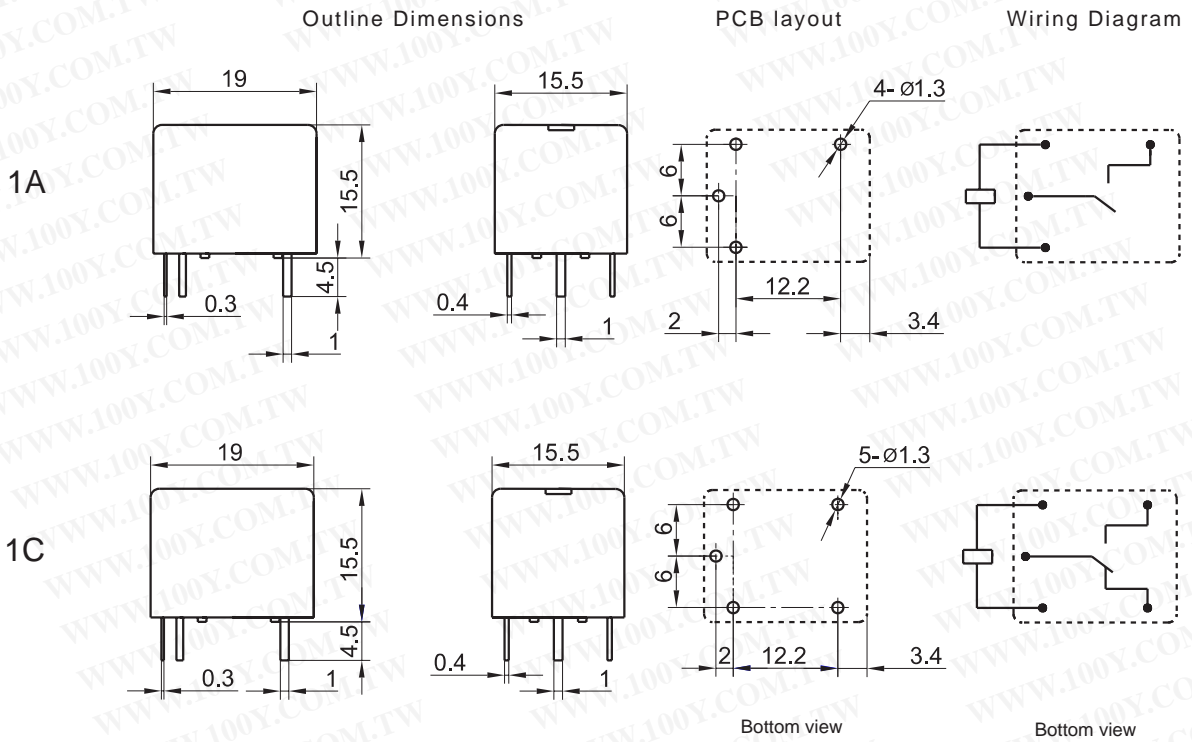 Outline Dimensions
PCB layout
Wiring Diagram
1A
19
15.5
4.5
0.3
1
15.5
0.4
1
4- Ø1.3
6
6
12.2
2
3.4
1C
19
15.5
4.5
0.3
1
15.5
0.4
1
5- Ø1.3
6
6
2
12.2
3.4
Bottom view
Bottom view
WWW.100Y.COM.TW